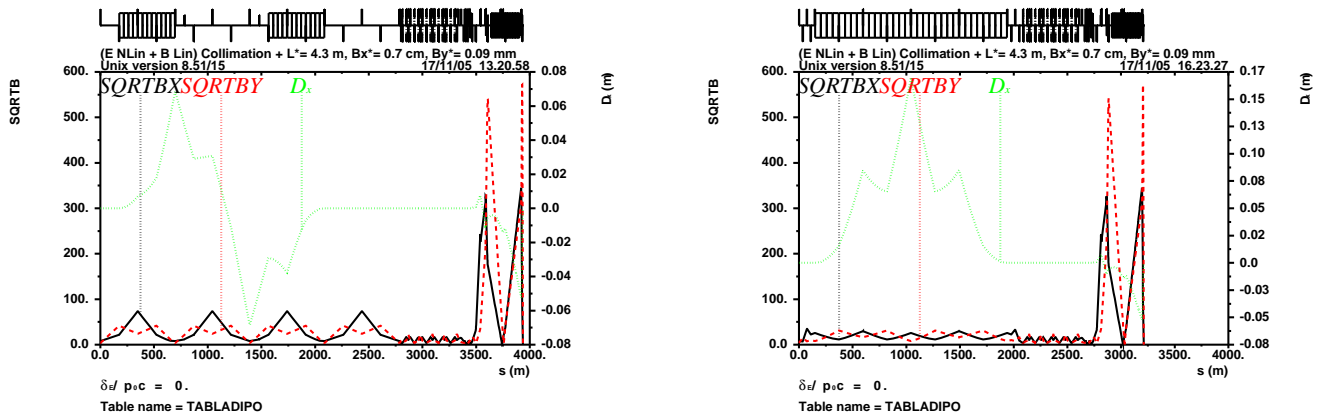 (E NLin + B Lin) Collimation + L*= 4.3 m, Bx*= 0.7 cm, By*= 0.09 mm
Unix version 8.51/15 17/11/05 13.20.58
SQRTBX SQRTBY Dx
SQRTB
600.
500.
400.
300.
200.
100.
0.0
0.08
0.06
0.04
0.02
0.0
-0.02
-0.04
-0.06
-0.08
Dx (m)
0.0 500. 1000. 1500. 2000. 2500. 3000. 3500. 4000.
s (m)
δE/ p0c = 0.
Table name = TABLADIPO
(E NLin + B Lin) Collimation + L*= 4.3 m, Bx*= 0.7 cm, By*= 0.09 mm
Unix version 8.51/15 17/11/05 16.23.27
SQRTBX SQRTBY Dx
SQRTB
600.
500.
400.
300.
200.
100.
0.0
0.17
0.15
0.13
0.10
0.08
0.05
0.03
0.0
-0.03
-0.05
-0.08
Dx (m)
0.0 500. 1000. 1500. 2000. 2500. 3000. 3500. 4000.
s (m)
δE/ p0c = 0.
Table name = TABLADIPO